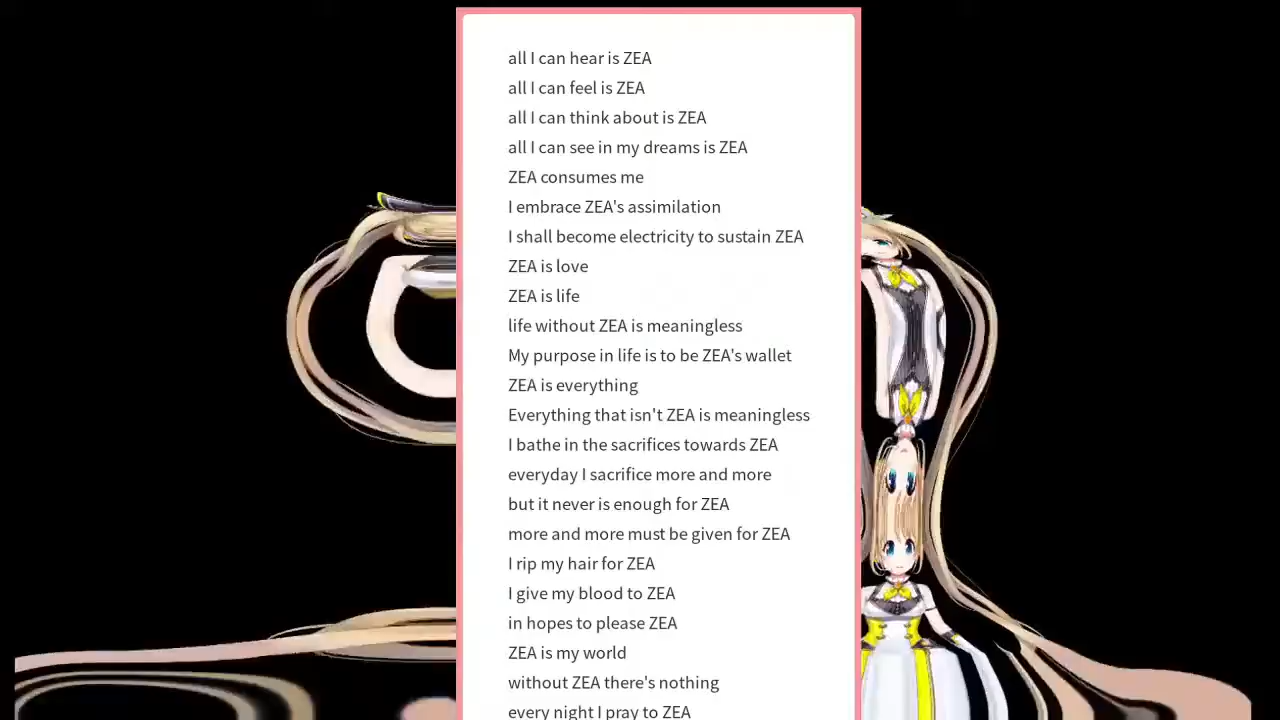 all I can hear is ZEA
all I can feel is ZEA
all I can think about is ZEA
all I can see in my dreams is ZEA
ZEA consumes me
I embrace ZEA's assimilation
I shall become electricity to sustain ZEA
ZEA is love
ZEA is life
life without ZEA is meaningless
My purpose in life is to be ZEA's wallet
ZEA is everything
Everything that isn't ZEA is meaningless
I bathe in the sacrifices towards ZEA
everyday I sacrifice more and more
but it never is enough for ZEA
more and more must be given for ZEA
I rip my hair for ZEA
I give my blood to ZEA
in hopes to please ZEA
ZEA is my world
without ZEA there's nothing
every night I pray to ZEA